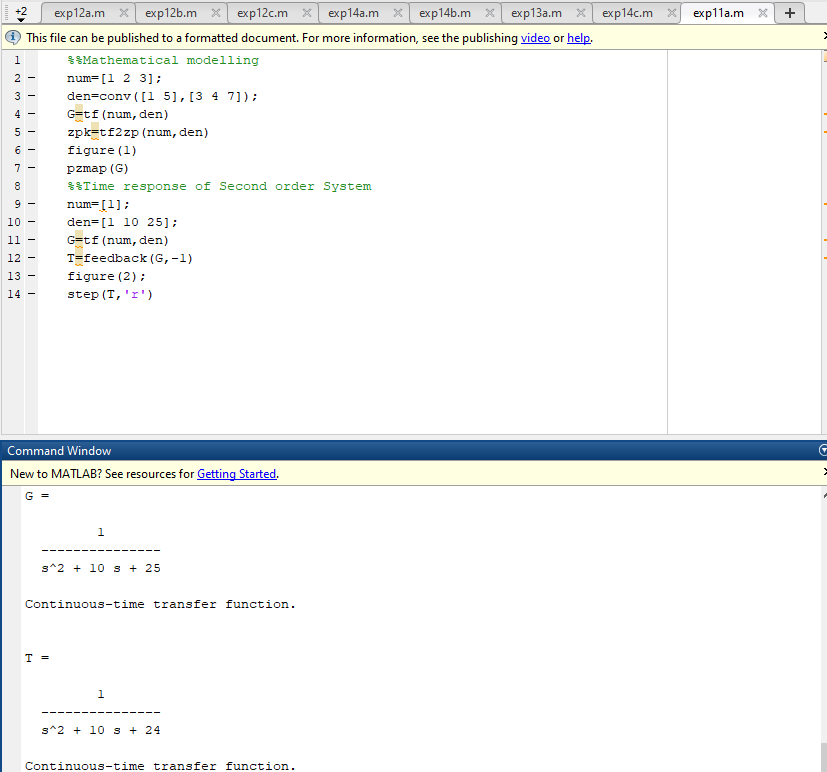 +2 exp12a.m exp12b.m exp12c.m exp14a.m exp14b.m exp13a.m exp14c.m exp11a.m +
This file can be published to a formatted document. For more information, see the publishing video or help.
1 %%Mathematical modelling
2 – num=[1 2 3];
3 – den=conv([1 5],[3 4 7]);
4 – G=tf(num,den)
5 – zpk=tf2zp(num,den)
6 – figure(1)
7 – pzmap(G)
8 %%Time response of Second order System
9 – num=[1];
10 – den=[1 10 25];
11 – G=tf(num,den)
12 – T=feedback(G,-1)
13 – figure(2);
14 – step(T,'r')
Command Window
New to MATLAB? See resources for Getting Started.
G =
1
---------------
s^2 + 10 s + 25
Continuous-time transfer function.
T =
1
---------------
s^2 + 10 s + 24
Continuous-time transfer function.